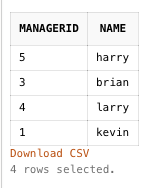 MANAGERID NAME
5 harry
3 brian
4 larry
1 kevin
Download CSV
4 rows selected.